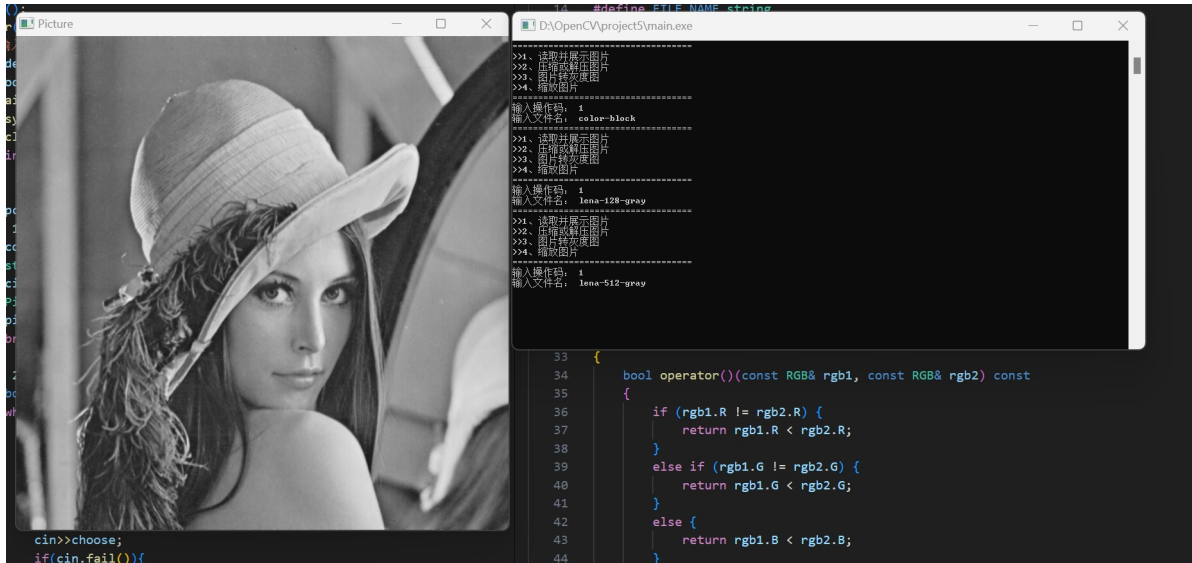 ();
Picture
D:\OpenCV\project5\main.exe
14 #define FILE_NAME string
==================================
>>1、读取并展示图片
>>2、压缩或解压图片
>>3、图片转灰度图
>>4、缩放图片
==================================
输入操作码： 1
输入文件名： color-block
==================================
>>1、读取并展示图片
>>2、压缩或解压图片
>>3、图片转灰度图
>>4、缩放图片
==================================
输入操作码： 1
输入文件名： lena-128-gray
==================================
>>1、读取并展示图片
>>2、压缩或解压图片
>>3、图片转灰度图
>>4、缩放图片
==================================
输入操作码： 1
输入文件名： lena-512-gray
33 {
34 bool operator()(const RGB& rgb1, const RGB& rgb2) const
35 {
36 if (rgb1.R != rgb2.R) {
37 return rgb1.R < rgb2.R;
38 }
39 else if (rgb1.G != rgb2.G) {
40 return rgb1.G < rgb2.G;
41 }
42 else {
43 return rgb1.B < rgb2.B;
44 }
cin>>choose;
if(cin.fail()){